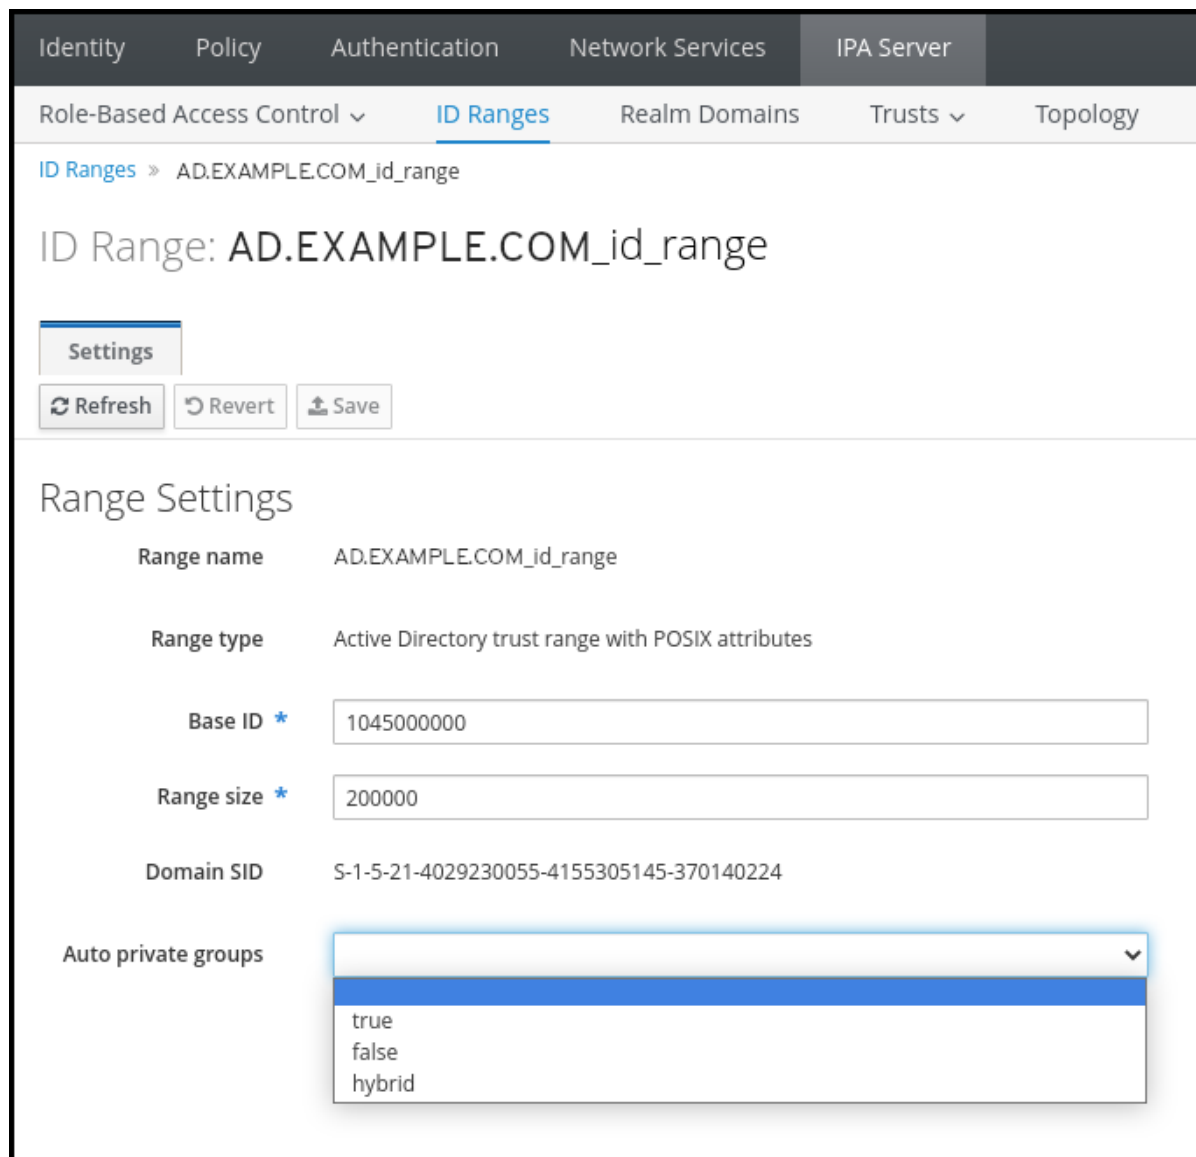 Identity Policy Authentication Network Services IPA Server
Role-Based Access Control ID Ranges Realm Domains Trusts Topology
ID Ranges » AD.EXAMPLE.COM_id_range
ID Range: AD.EXAMPLE.COM_id_range
Settings
Refresh Revert Save
Range Settings
Range name AD.EXAMPLE.COM_id_range
Range type Active Directory trust range with POSIX attributes
Base ID * 1045000000
Range size * 200000
Domain SID S-1-5-21-4029230055-4155305145-370140224
Auto private groups
true
false
hybrid